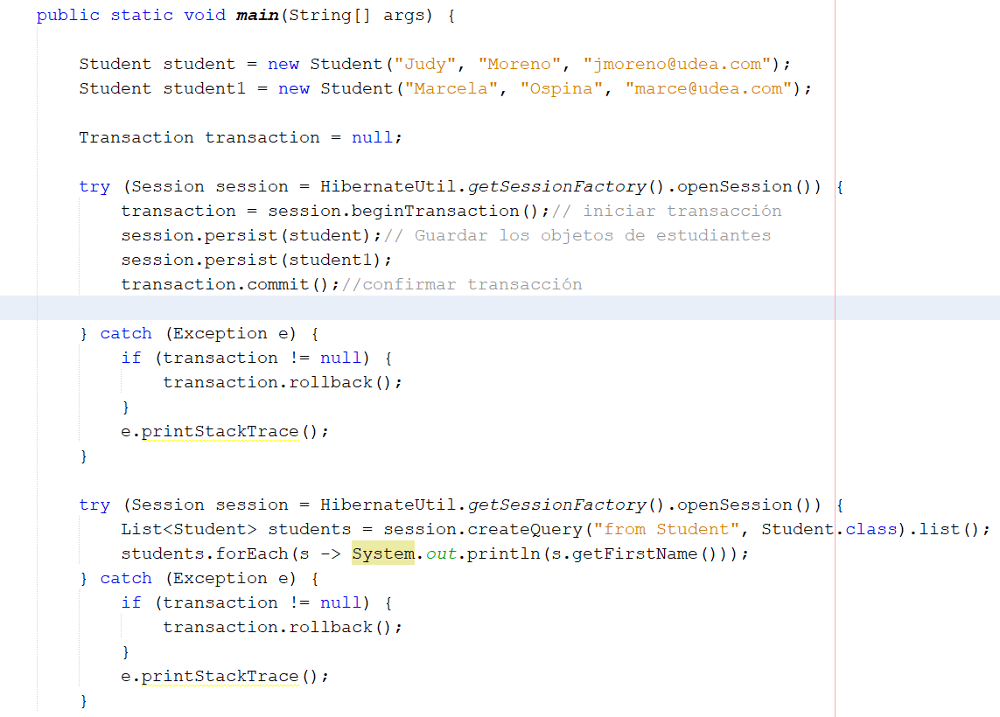 public static void main(String[] args) {
Student student = new Student("Judy", "Moreno", "jmoreno@udea.com");
Student student1 = new Student("Marcela", "Ospina", "marce@udea.com");
Transaction transaction = null;
try (Session session = HibernateUtil.getSessionFactory().openSession()) {
transaction = session.beginTransaction();// iniciar transacción
session.persist(student);// Guardar los objetos de estudiantes
session.persist(student1);
transaction.commit();//confirmar transacción
} catch (Exception e) {
if (transaction != null) {
transaction.rollback();
}
e.printStackTrace();
}
try (Session session = HibernateUtil.getSessionFactory().openSession()) {
List<Student> students = session.createQuery("from Student", Student.class).list();
students.forEach(s -> System.out.println(s.getFirstName()));
} catch (Exception e) {
if (transaction != null) {
transaction.rollback();
}
e.printStackTrace();
}